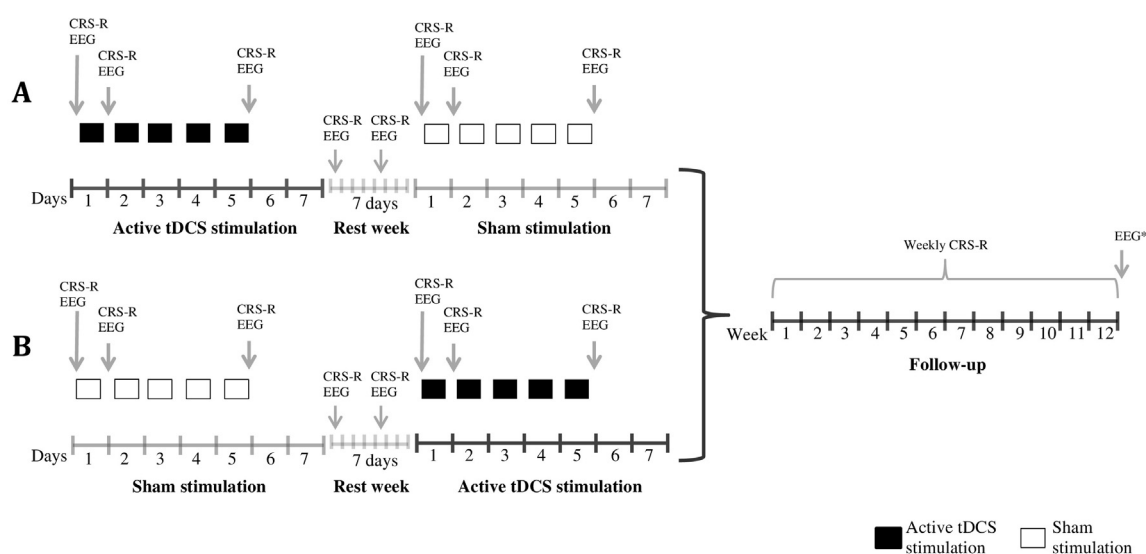 CRS-R
EEG
CRS-R
EEG
CRS-R
EEG
CRS-R
EEG
CRS-R
EEG
CRS-R
EEG
A
CRS-R
EEG
CRS-R
EEG
Days 1 2 3 4 5 6 7
7 days
1 2 3 4 5 6 7
Active tDCS stimulation
Rest week
Sham stimulation
CRS-R
EEG
CRS-R
EEG
CRS-R
EEG
CRS-R
EEG
CRS-R
EEG
CRS-R
EEG
B
CRS-R
EEG
CRS-R
EEG
Days 1 2 3 4 5 6 7
7 days
1 2 3 4 5 6 7
Sham stimulation
Rest week
Active tDCS stimulation
Weekly CRS-R
EEG*
Week 1 2 3 4 5 6 7 8 9 10 11 12
Follow-up
Active tDCS
stimulation
Sham
stimulation